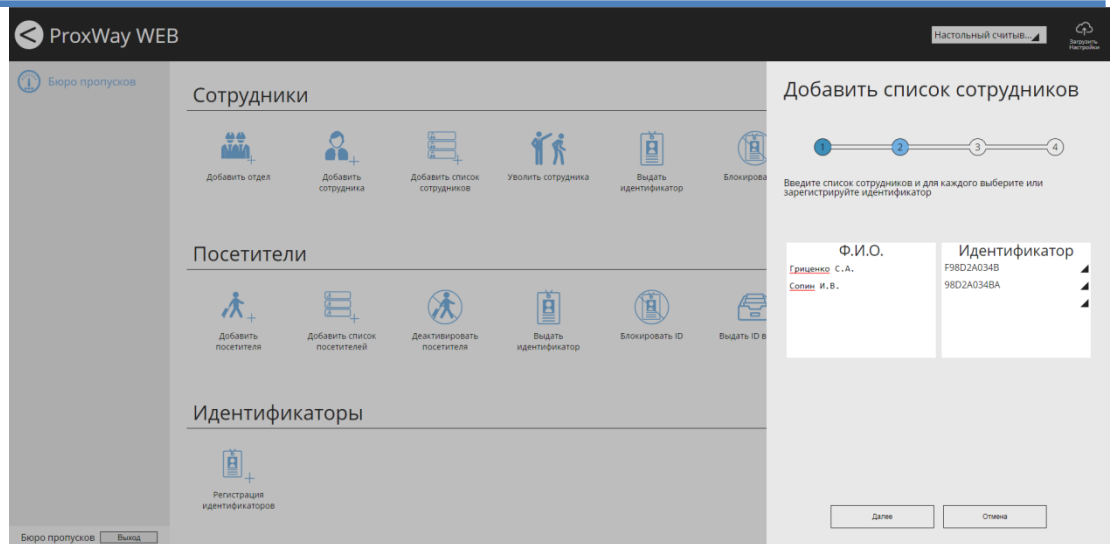 ProxWay WEB
Настольный считыв...
Загрузить
Настройки
Бюро пропусков
Сотрудники
Добавить отдел
Добавить
сотрудника
Добавить список
сотрудников
Уволить сотрудника
Выдать
идентификатор
Блокирова
Посетители
Добавить
посетителя
Добавить список
посетителей
Деактивировать
посетителя
Выдать
идентификатор
Блокировать ID
Выдать ID в
Идентификаторы
Регистрация
идентификаторов
Бюро пропусков
Выход
Добавить список сотрудников
1 2 3 4
Введите список сотрудников и для каждого выберите или
зарегистрируйте идентификатор
Ф.И.О. Идентификатор
Гриценко С.А. F98D2A034B
Сопин И.В. 98D2A034BA
Далее Отмена